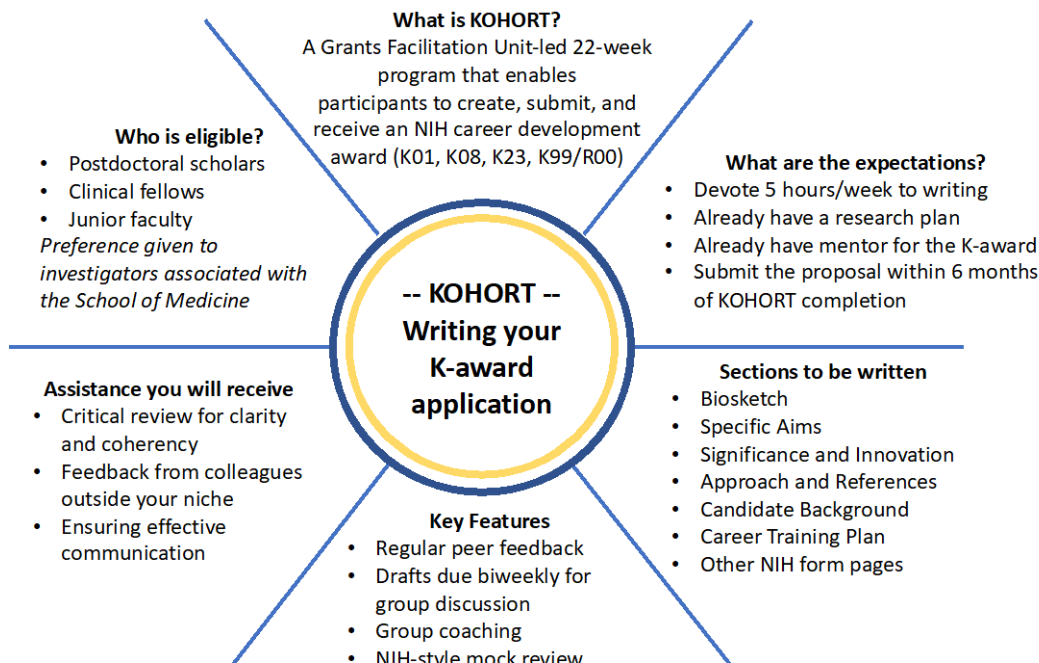 What is KOHORT?
A Grants Facilitation Unit-led 22-week
program that enables
participants to create, submit, and
receive an NIH career development
award (K01, K08, K23, K99/R00)
Who is eligible?
• Postdoctoral scholars
• Clinical fellows
• Junior faculty
Preference given to
investigators associated with
the School of Medicine
What are the expectations?
• Devote 5 hours/week to writing
• Already have a research plan
• Already have mentor for the K-award
• Submit the proposal within 6 months
of KOHORT completion
-- KOHORT --
Writing your
K-award
application
Assistance you will receive
• Critical review for clarity
and coherency
• Feedback from colleagues
outside your niche
• Ensuring effective
communication
Sections to be written
• Biosketch
• Specific Aims
• Significance and Innovation
• Approach and References
• Candidate Background
• Career Training Plan
• Other NIH form pages
Key Features
• Regular peer feedback
• Drafts due biweekly for
group discussion
• Group coaching
• NIH-style mock review